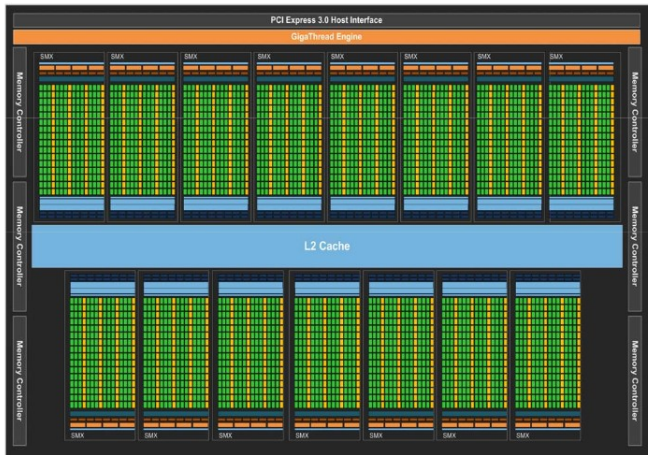 PCI Express 3.0 Host Interface
GigaThread Engine
SMX SMX SMX SMX SMX SMX SMX SMX
Memory Controller
Memory Controller
Memory Controller
Memory Controller
Memory Controller
Memory Controller
L2 Cache
SMX SMX SMX SMX SMX SMX SMX